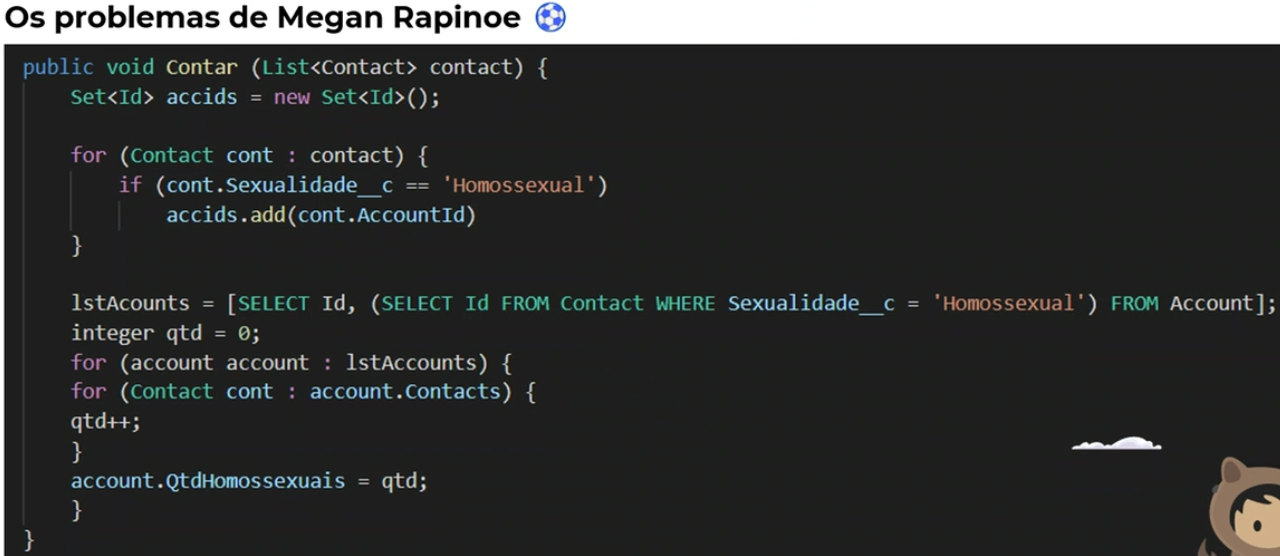 Os problemas de Megan Rapinoe
public void Contar (List<Contact> contact) {
Set<Id> accids = new Set<Id>();
for (Contact cont : contact) {
if (cont.Sexualidade__c == 'Homossexual')
accids.add(cont.AccountId)
}
lstAcounts = [SELECT Id, (SELECT Id FROM Contact WHERE Sexualidade__c = 'Homossexual') FROM Account];
integer qtd = 0;
for (account account : lstAccounts) {
for (Contact cont : account.Contacts) {
qtd++;
}
account.QtdHomossexuais = qtd;
}
}